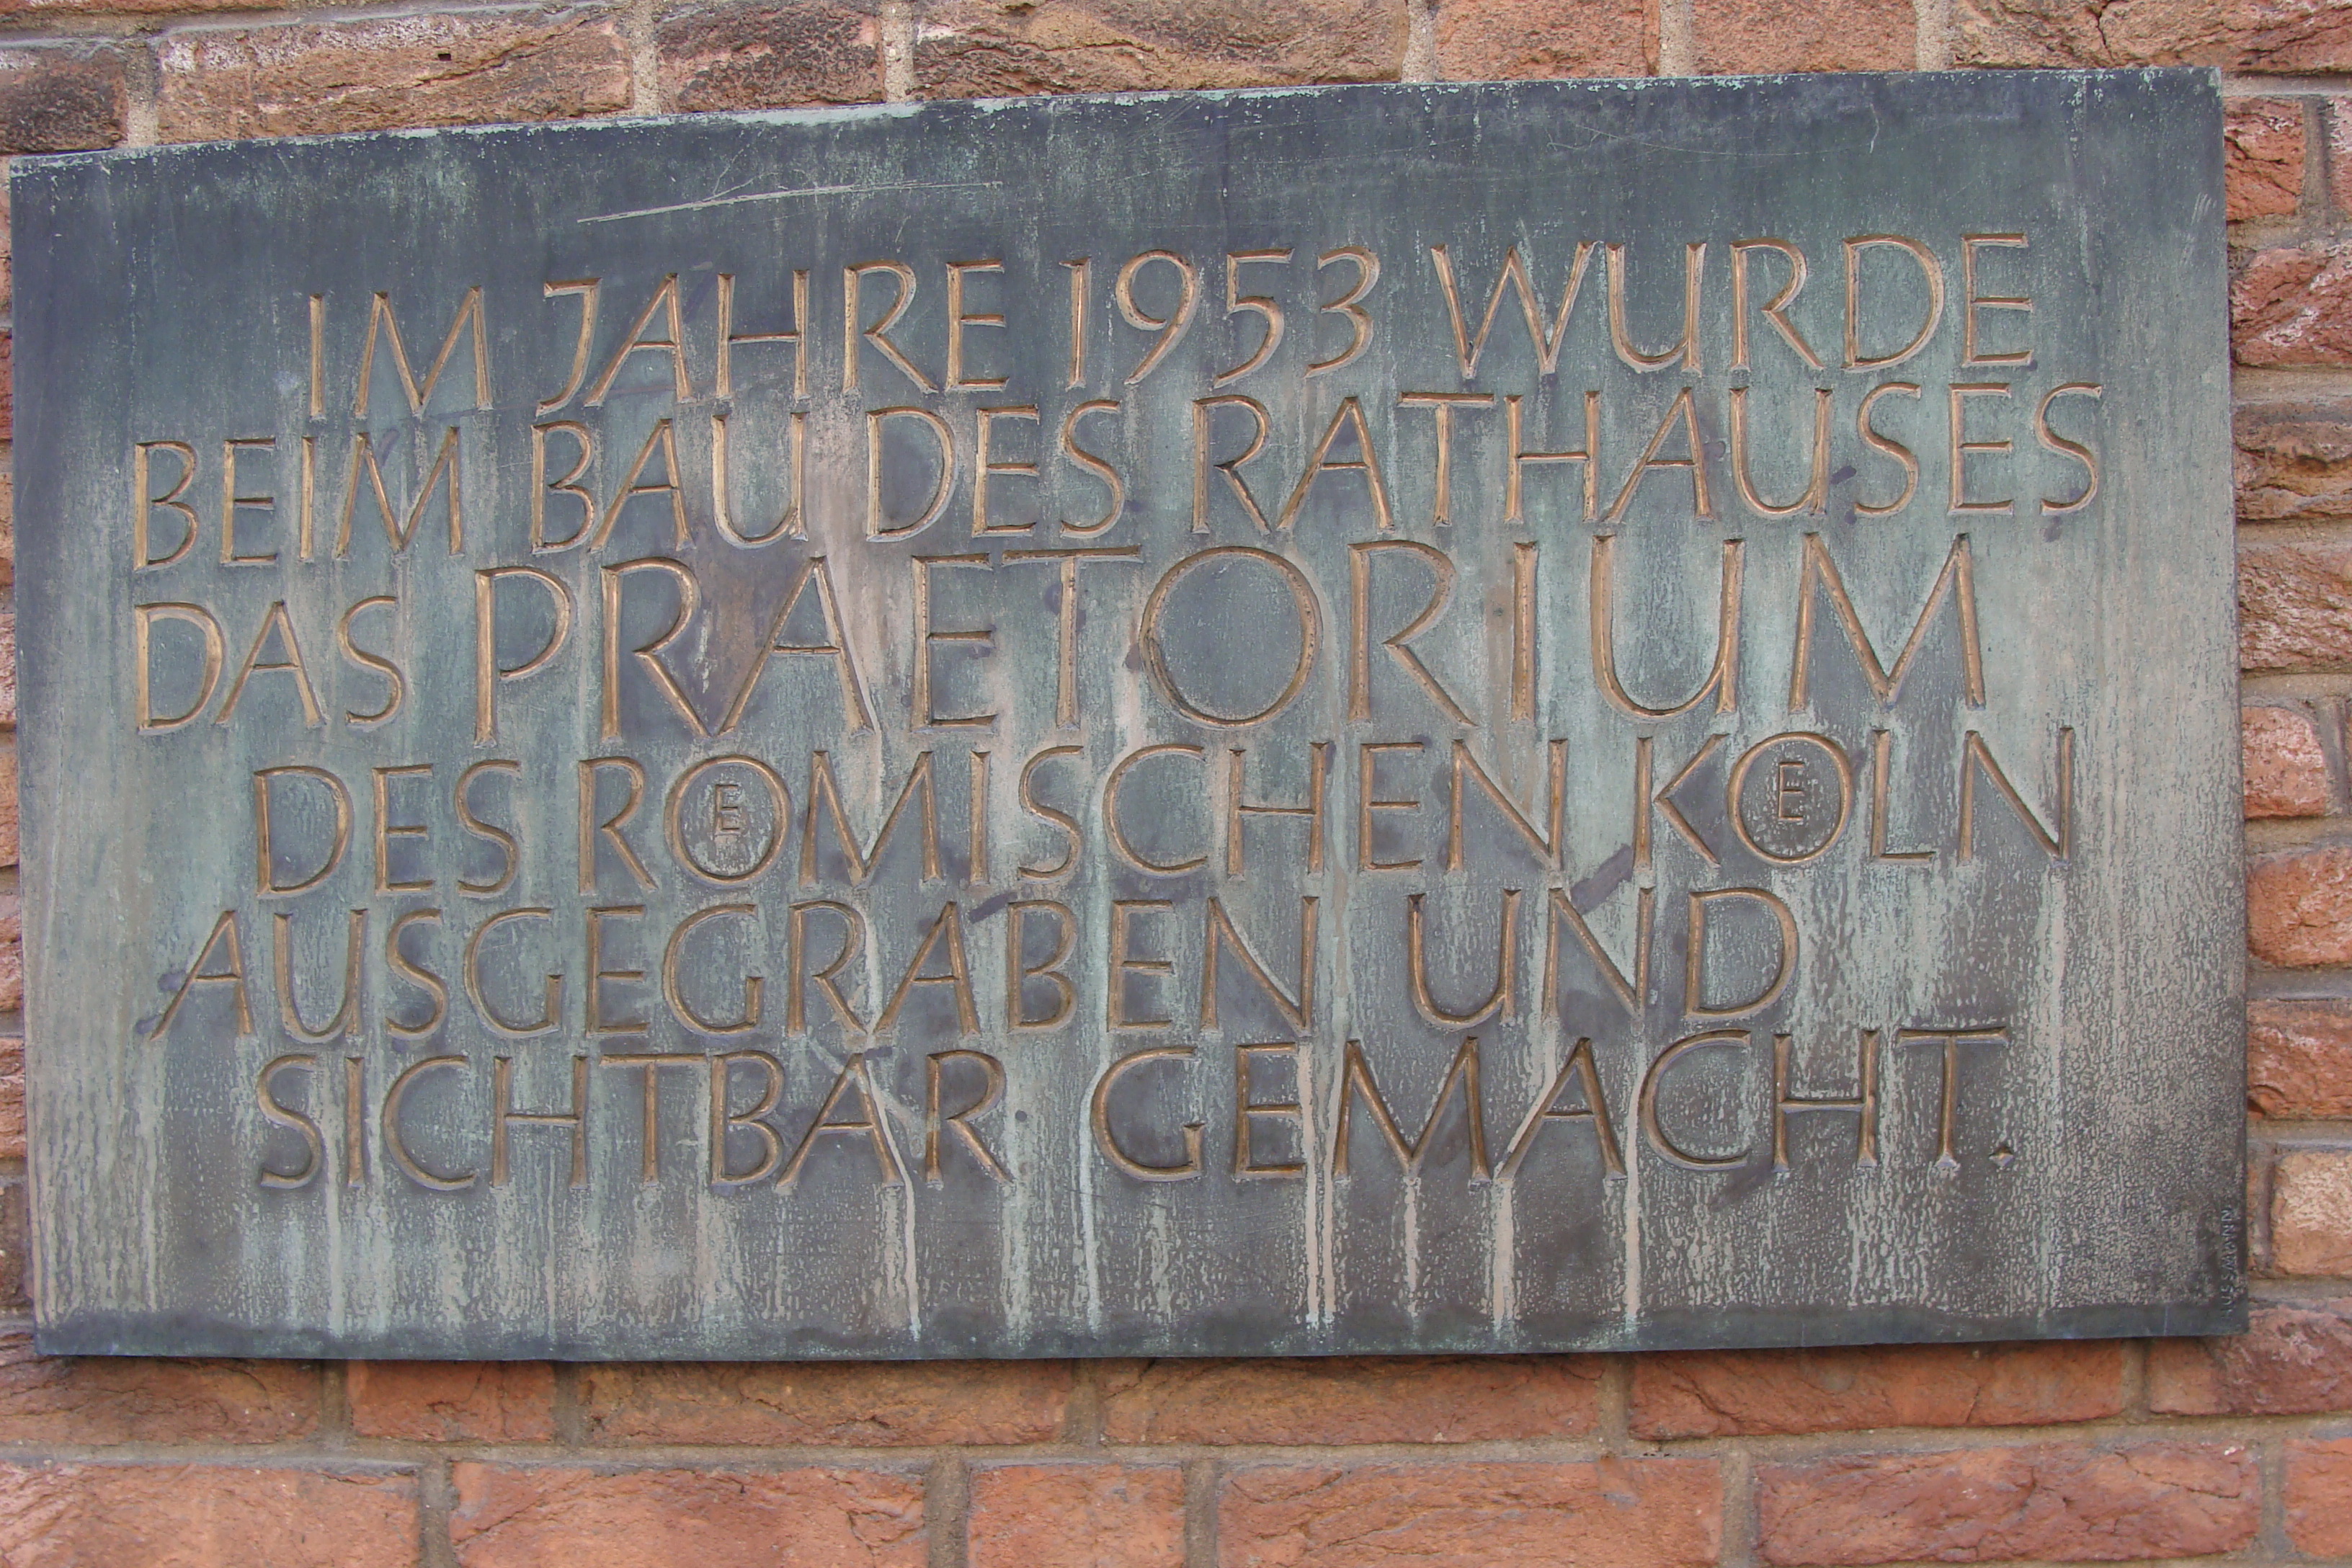 IM JAHRE 1953 WURDE
BEIM BAU DES RATHAUSES
DAS PRAETORIUM
DES RÖMISCHEN KÖLN
AUSGEGRABEN UND
SICHTBAR GEMACHT.